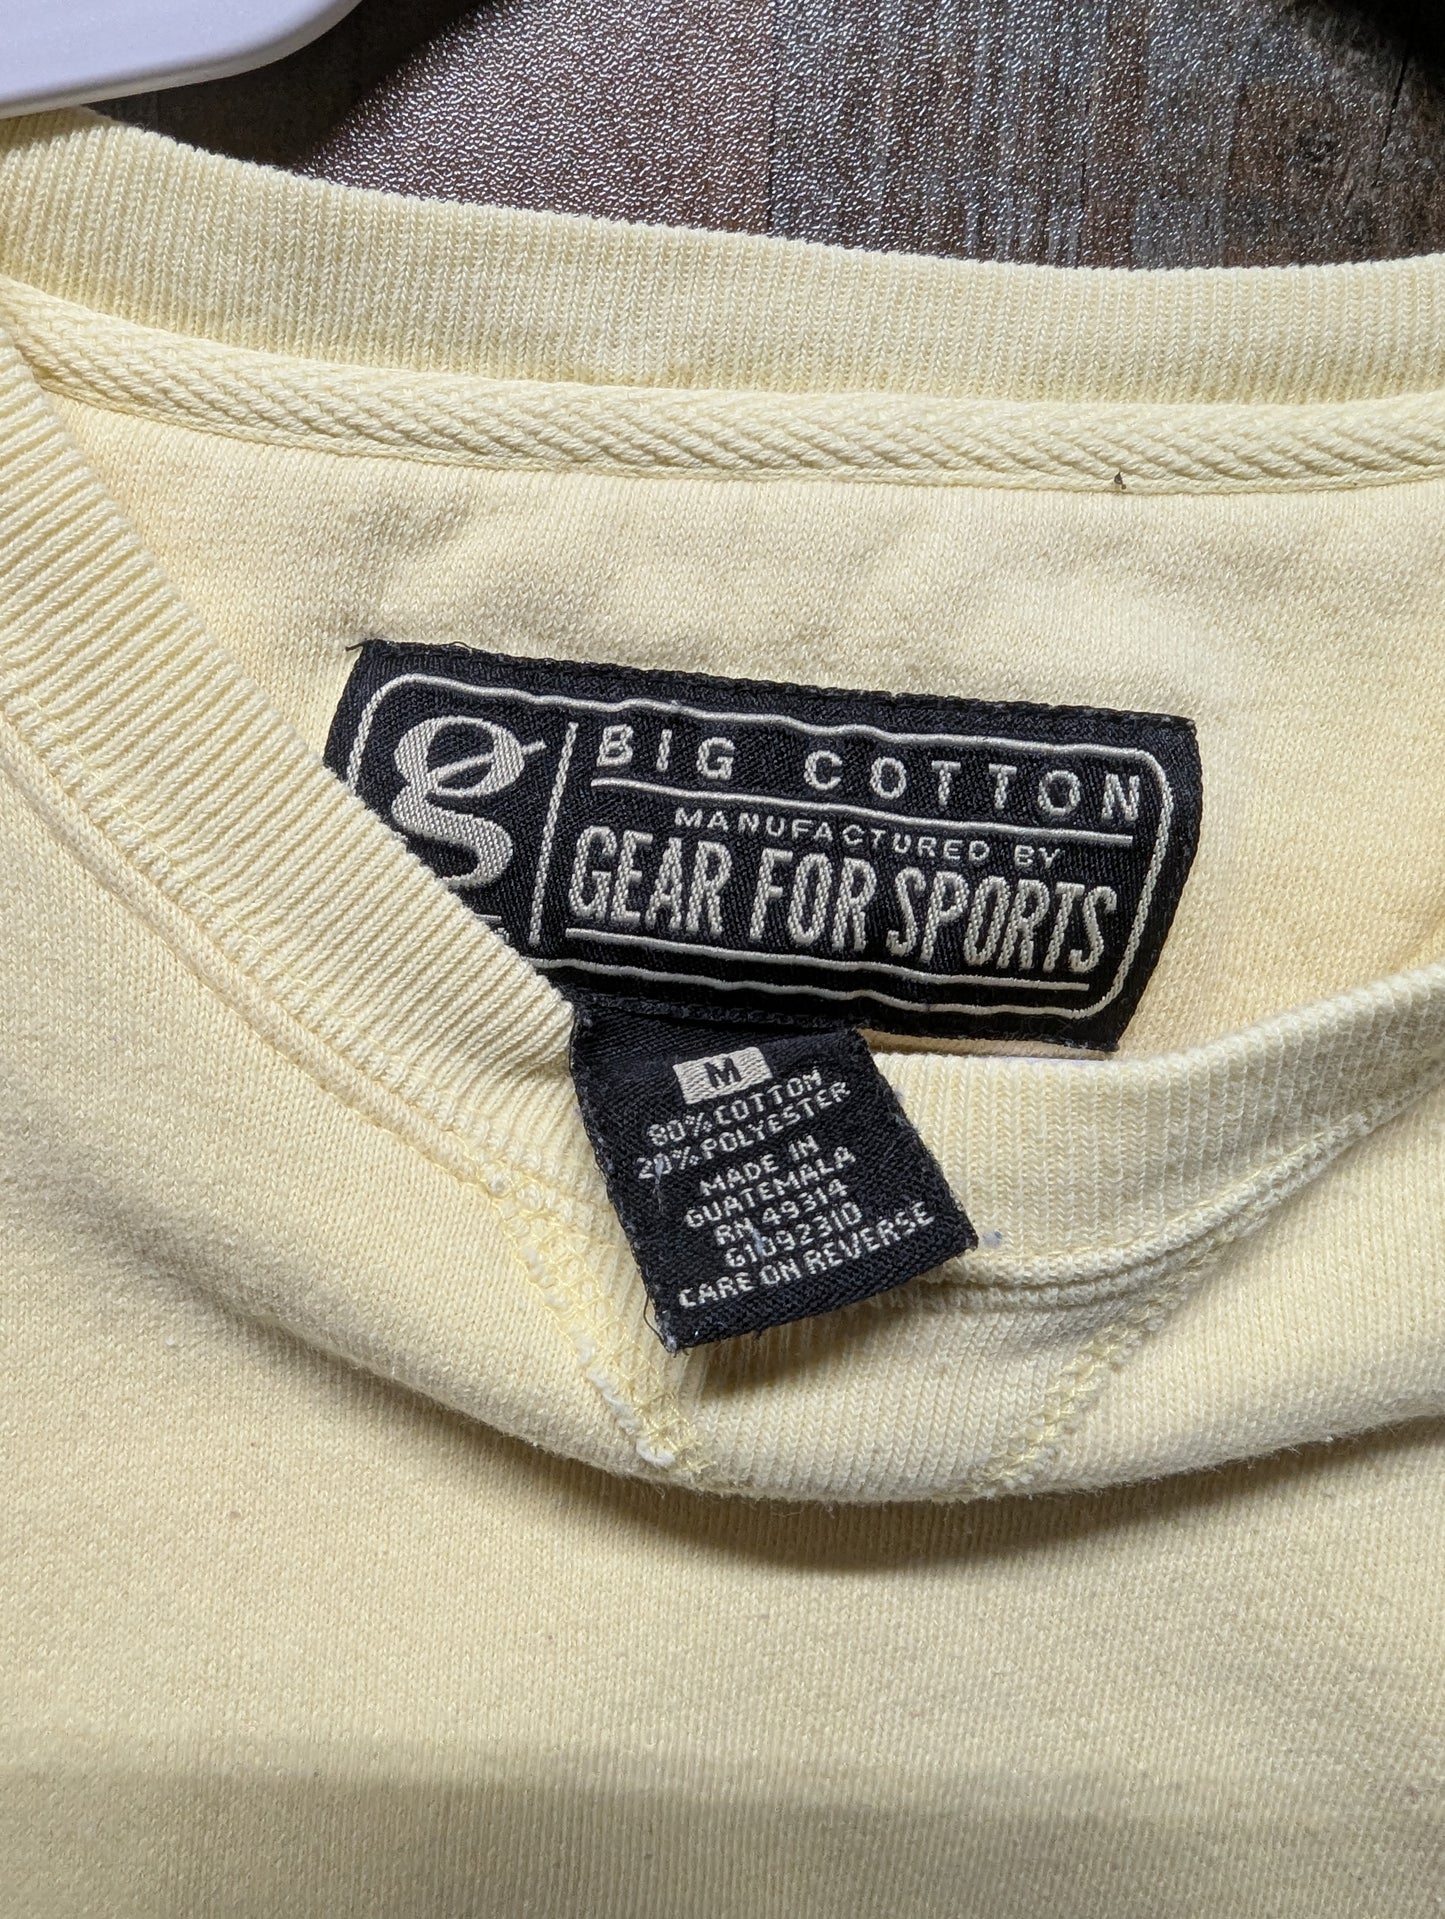 g
BIG COTTON
MANUFACTURED BY
GEAR FOR SPORTS
M
80% COTTON
20% POLYESTER
MADE IN
GUATEMALA
RN 49314
G1092310
CARE ON REVERSE